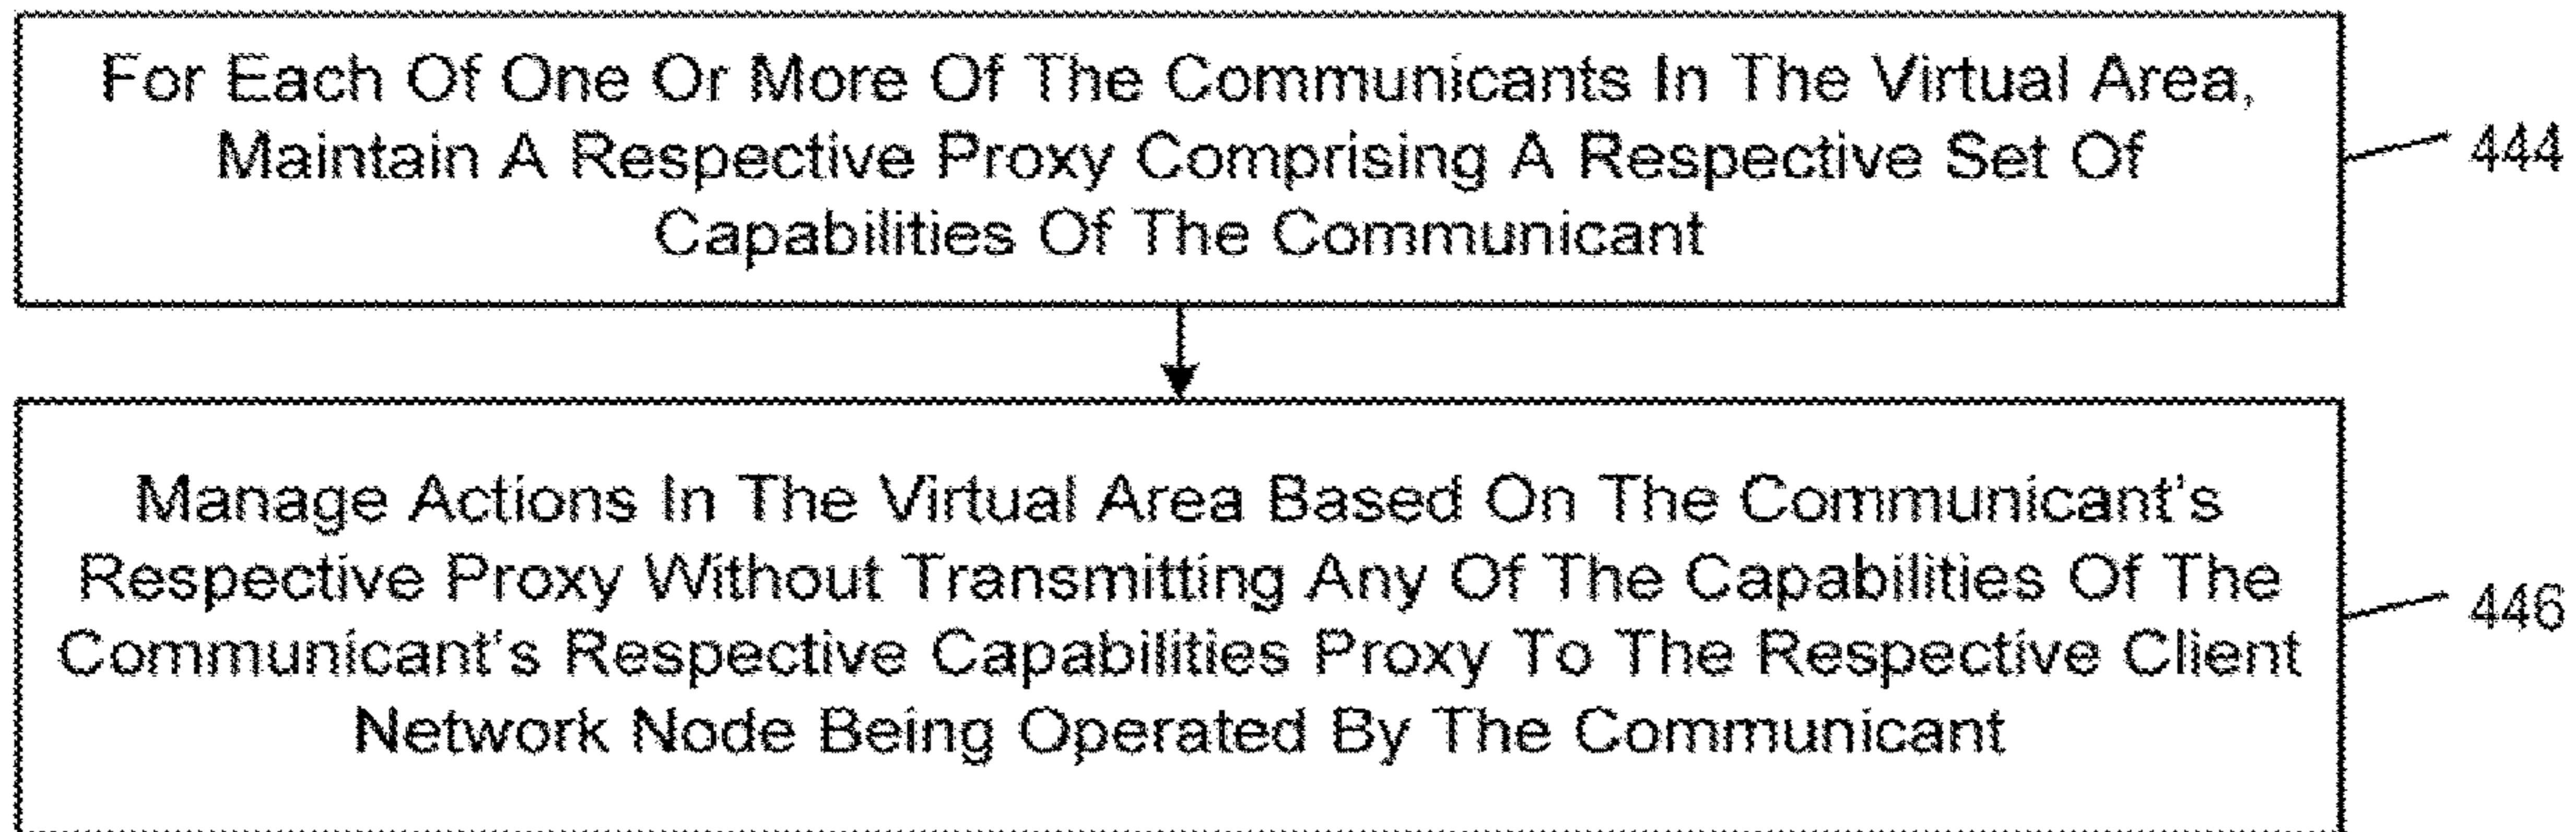 For Each Of One Or More Of The Communicants In The Virtual Area,
Maintain A Respective Proxy Comprising A Respective Set Of
Capabilities Of The Communicant
444
Manage Actions In The Virtual Area Based On The Communicant's
Respective Proxy Without Transmitting Any Of The Capabilities Of The
Communicant's Respective Capabilities Proxy To The Respective Client
Network Node Being Operated By The Communicant
446